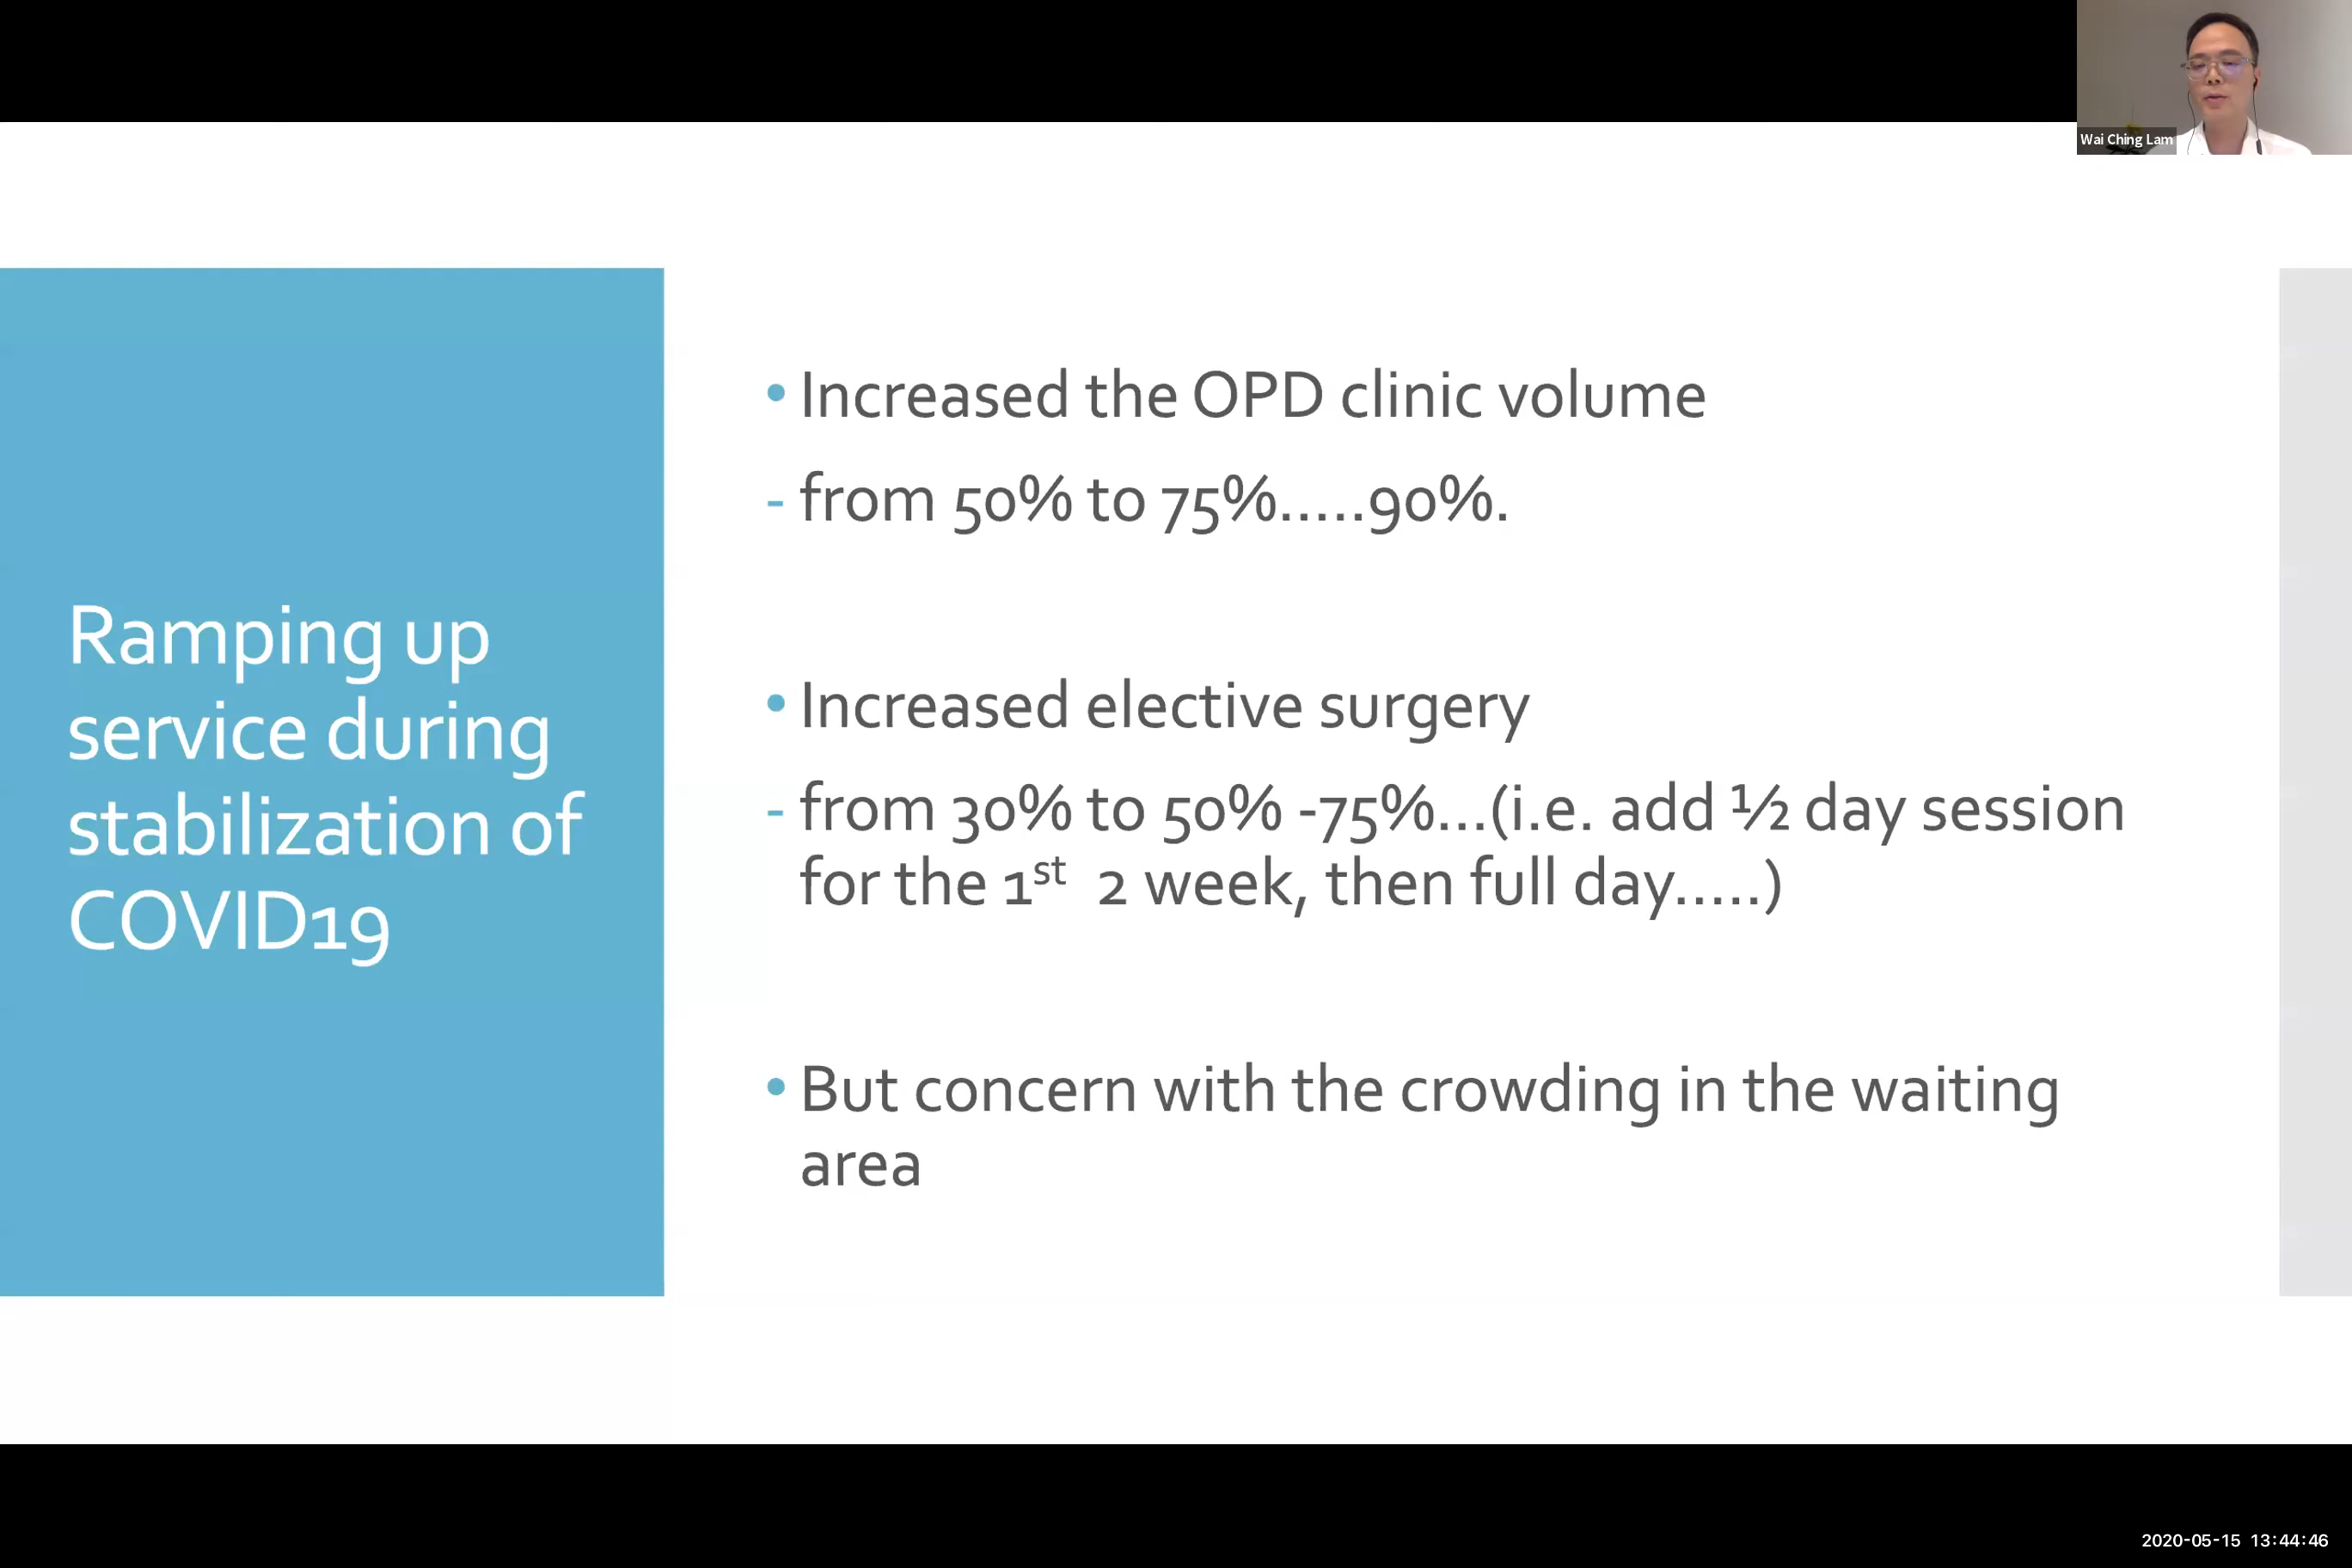 Wai Ching Lam
Ramping up
service during
stabilization of
COVID19
• Increased the OPD clinic volume
- from 50% to 75%.....90%.
• Increased elective surgery
- from 30% to 50% -75%...(i.e. add ½ day session
for the 1st 2 week, then full day.....)
• But concern with the crowding in the waiting
area
2020-05-15 13:44:46